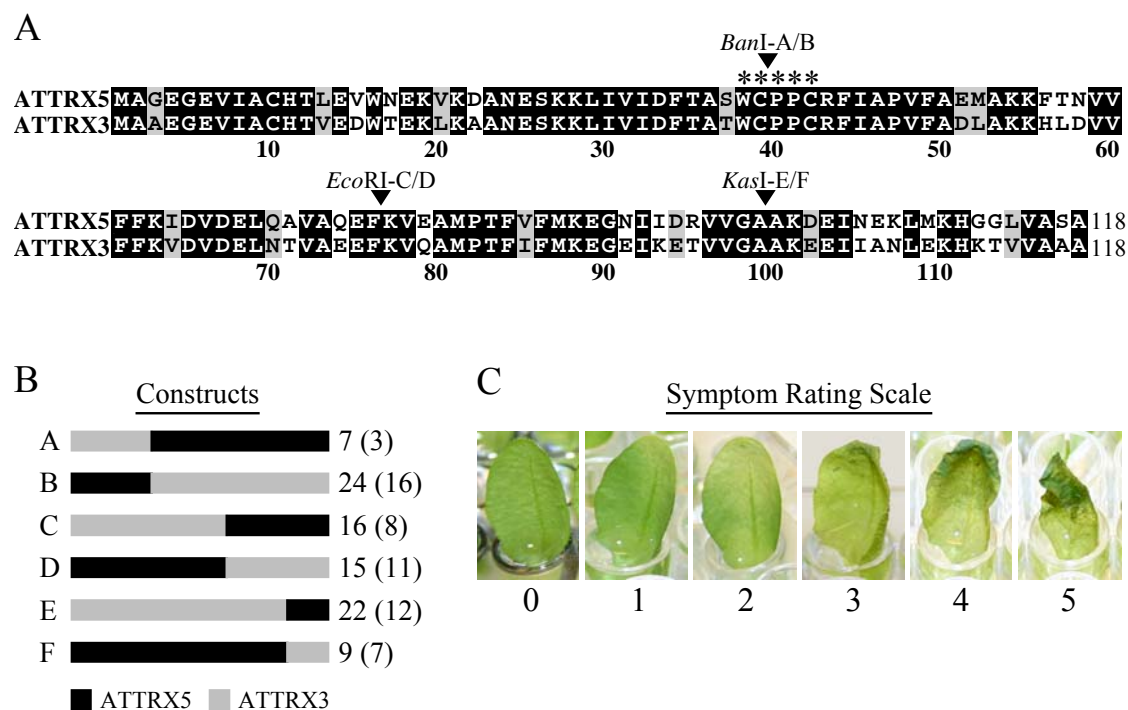 A
BanI-A/B
*****
ATTRX5 MAGEGEVIACHTLEVWNEKVKDANESKKLIVIDFTASWCPPCRFIAPVFAEMAKKFTNVV
ATTRX3 MAAEGEVIACHTVEDWTEKLKAANESKKLIVIDFTATWCPPCRFIAPVFADLAKKHLDVV
10 20 30 40 50 60
EcoRI-C/D KasI-E/F
ATTRX5 FFKIDVDELQAVAQEFKVEAMPTFVFMKEGNIIDRVVGAAKDEINEKLMKHGGLVASA 118
ATTRX3 FFKVDVDELNTVAEEFKVQAMPTFIFMKEGEIKETVVGAAKEEIIANLEKHKTVVAAA 118
70 80 90 100 110
B
Constructs
A 7 (3)
B 24 (16)
C 16 (8)
D 15 (11)
E 22 (12)
F 9 (7)
ATTRX5 ATTRX3
C
Symptom Rating Scale
0 1 2 3 4 5